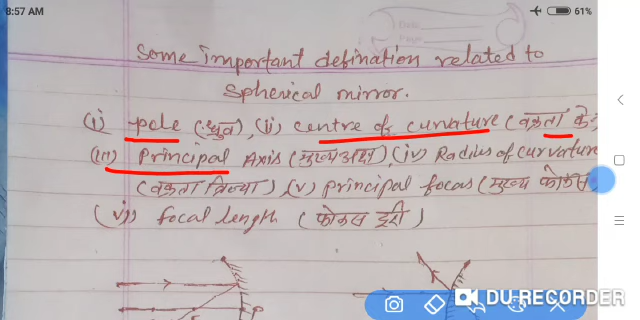 8:57 AM
61%
Some important defination related to
Spherical mirror.
(i) pole (ध्रुव), (ii) centre of curvature (वक्रता के
(iii) Principal Axis (मुख्य अक्ष) (iv) Radius of curvature
(वक्रता त्रिज्या) (v) principal focus (मुख्य फोकस
(vi) focal length (फोकस दूरी)
P
DU RECORDER